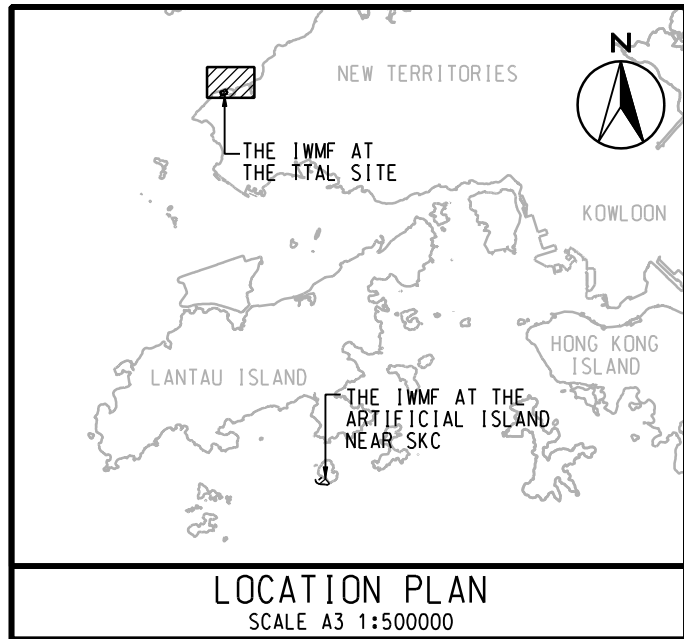 N
NEW TERRITORIES
THE IWMF AT
THE TTAL SITE
KOWLOON
HONG KONG
ISLAND
LANTAU ISLAND
THE IWMF AT THE
ARTIFICIAL ISLAND
NEAR SKC
LOCATION PLAN
SCALE A3 1:500000